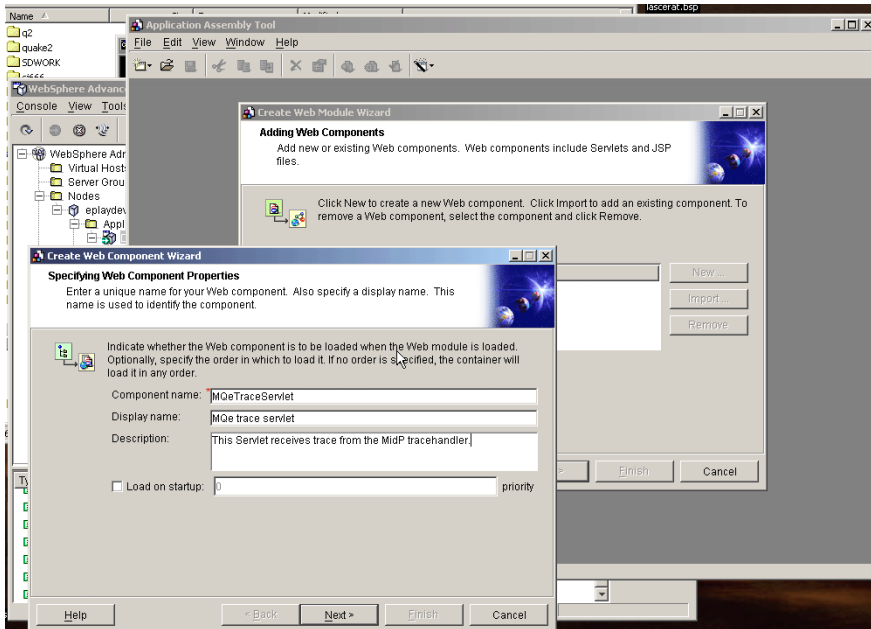 Name
lascerat.bsp
q2
quake2
SDWORK
Application Assembly Tool
File Edit View Window Help
WebSphere Advanc
Console View Tools
WebSphere Adr
Virtual Host
Server Grou
Nodes
eplaydev
Appl
Create Web Module Wizard
Adding Web Components
Add new or existing Web components. Web components include Servlets and JSP
files.
Click New to create a new Web component. Click Import to add an existing component. To
remove a Web component, select the component and click Remove.
New ...
Import...
Remove
Finish
Cancel
Create Web Component Wizard
Specifying Web Component Properties
Enter a unique name for your Web component. Also specify a display name. This
name is used to identify the component.
Indicate whether the Web component is to be loaded when the Web module is loaded.
Optionally, specify the order in which to load it. If no order is specified, the container will
load it in any order.
Component name: *MQeTraceServlet
Display name: MQe trace servlet
Description: This Servlet receives trace from the MidP tracehandler.
Load on startup: 0 priority
Help
< Back
Next >
Finish
Cancel
Ty